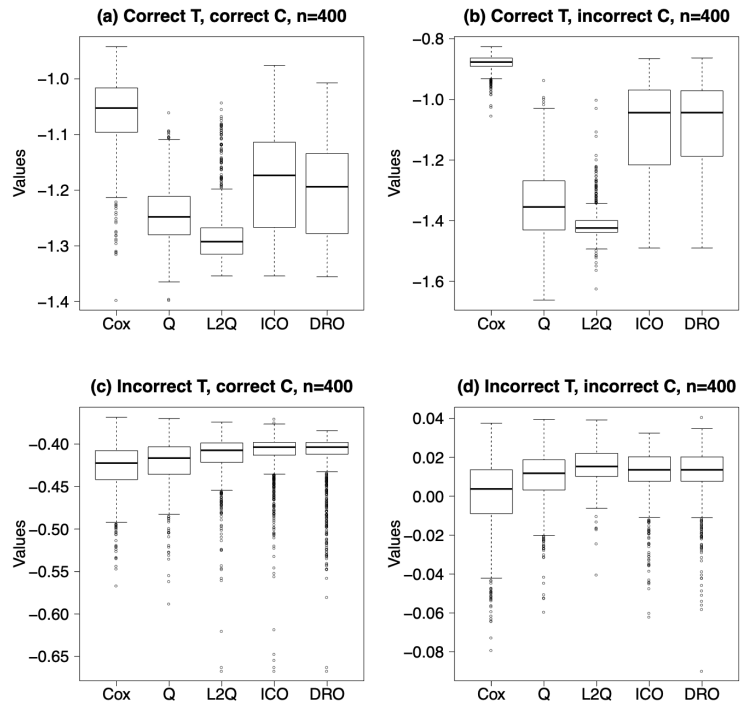 (a) Correct T, correct C, n=400
Values
−1.0
−1.1
−1.2
−1.3
−1.4
Cox Q L2Q ICO DRO
(b) Correct T, incorrect C, n=400
Values
−0.8
−1.0
−1.2
−1.4
−1.6
Cox Q L2Q ICO DRO
(c) Incorrect T, correct C, n=400
Values
−0.40
−0.45
−0.50
−0.55
−0.60
−0.65
Cox Q L2Q ICO DRO
(d) Incorrect T, incorrect C, n=400
Values
0.04
0.02
0.00
−0.02
−0.04
−0.06
−0.08
Cox Q L2Q ICO DRO